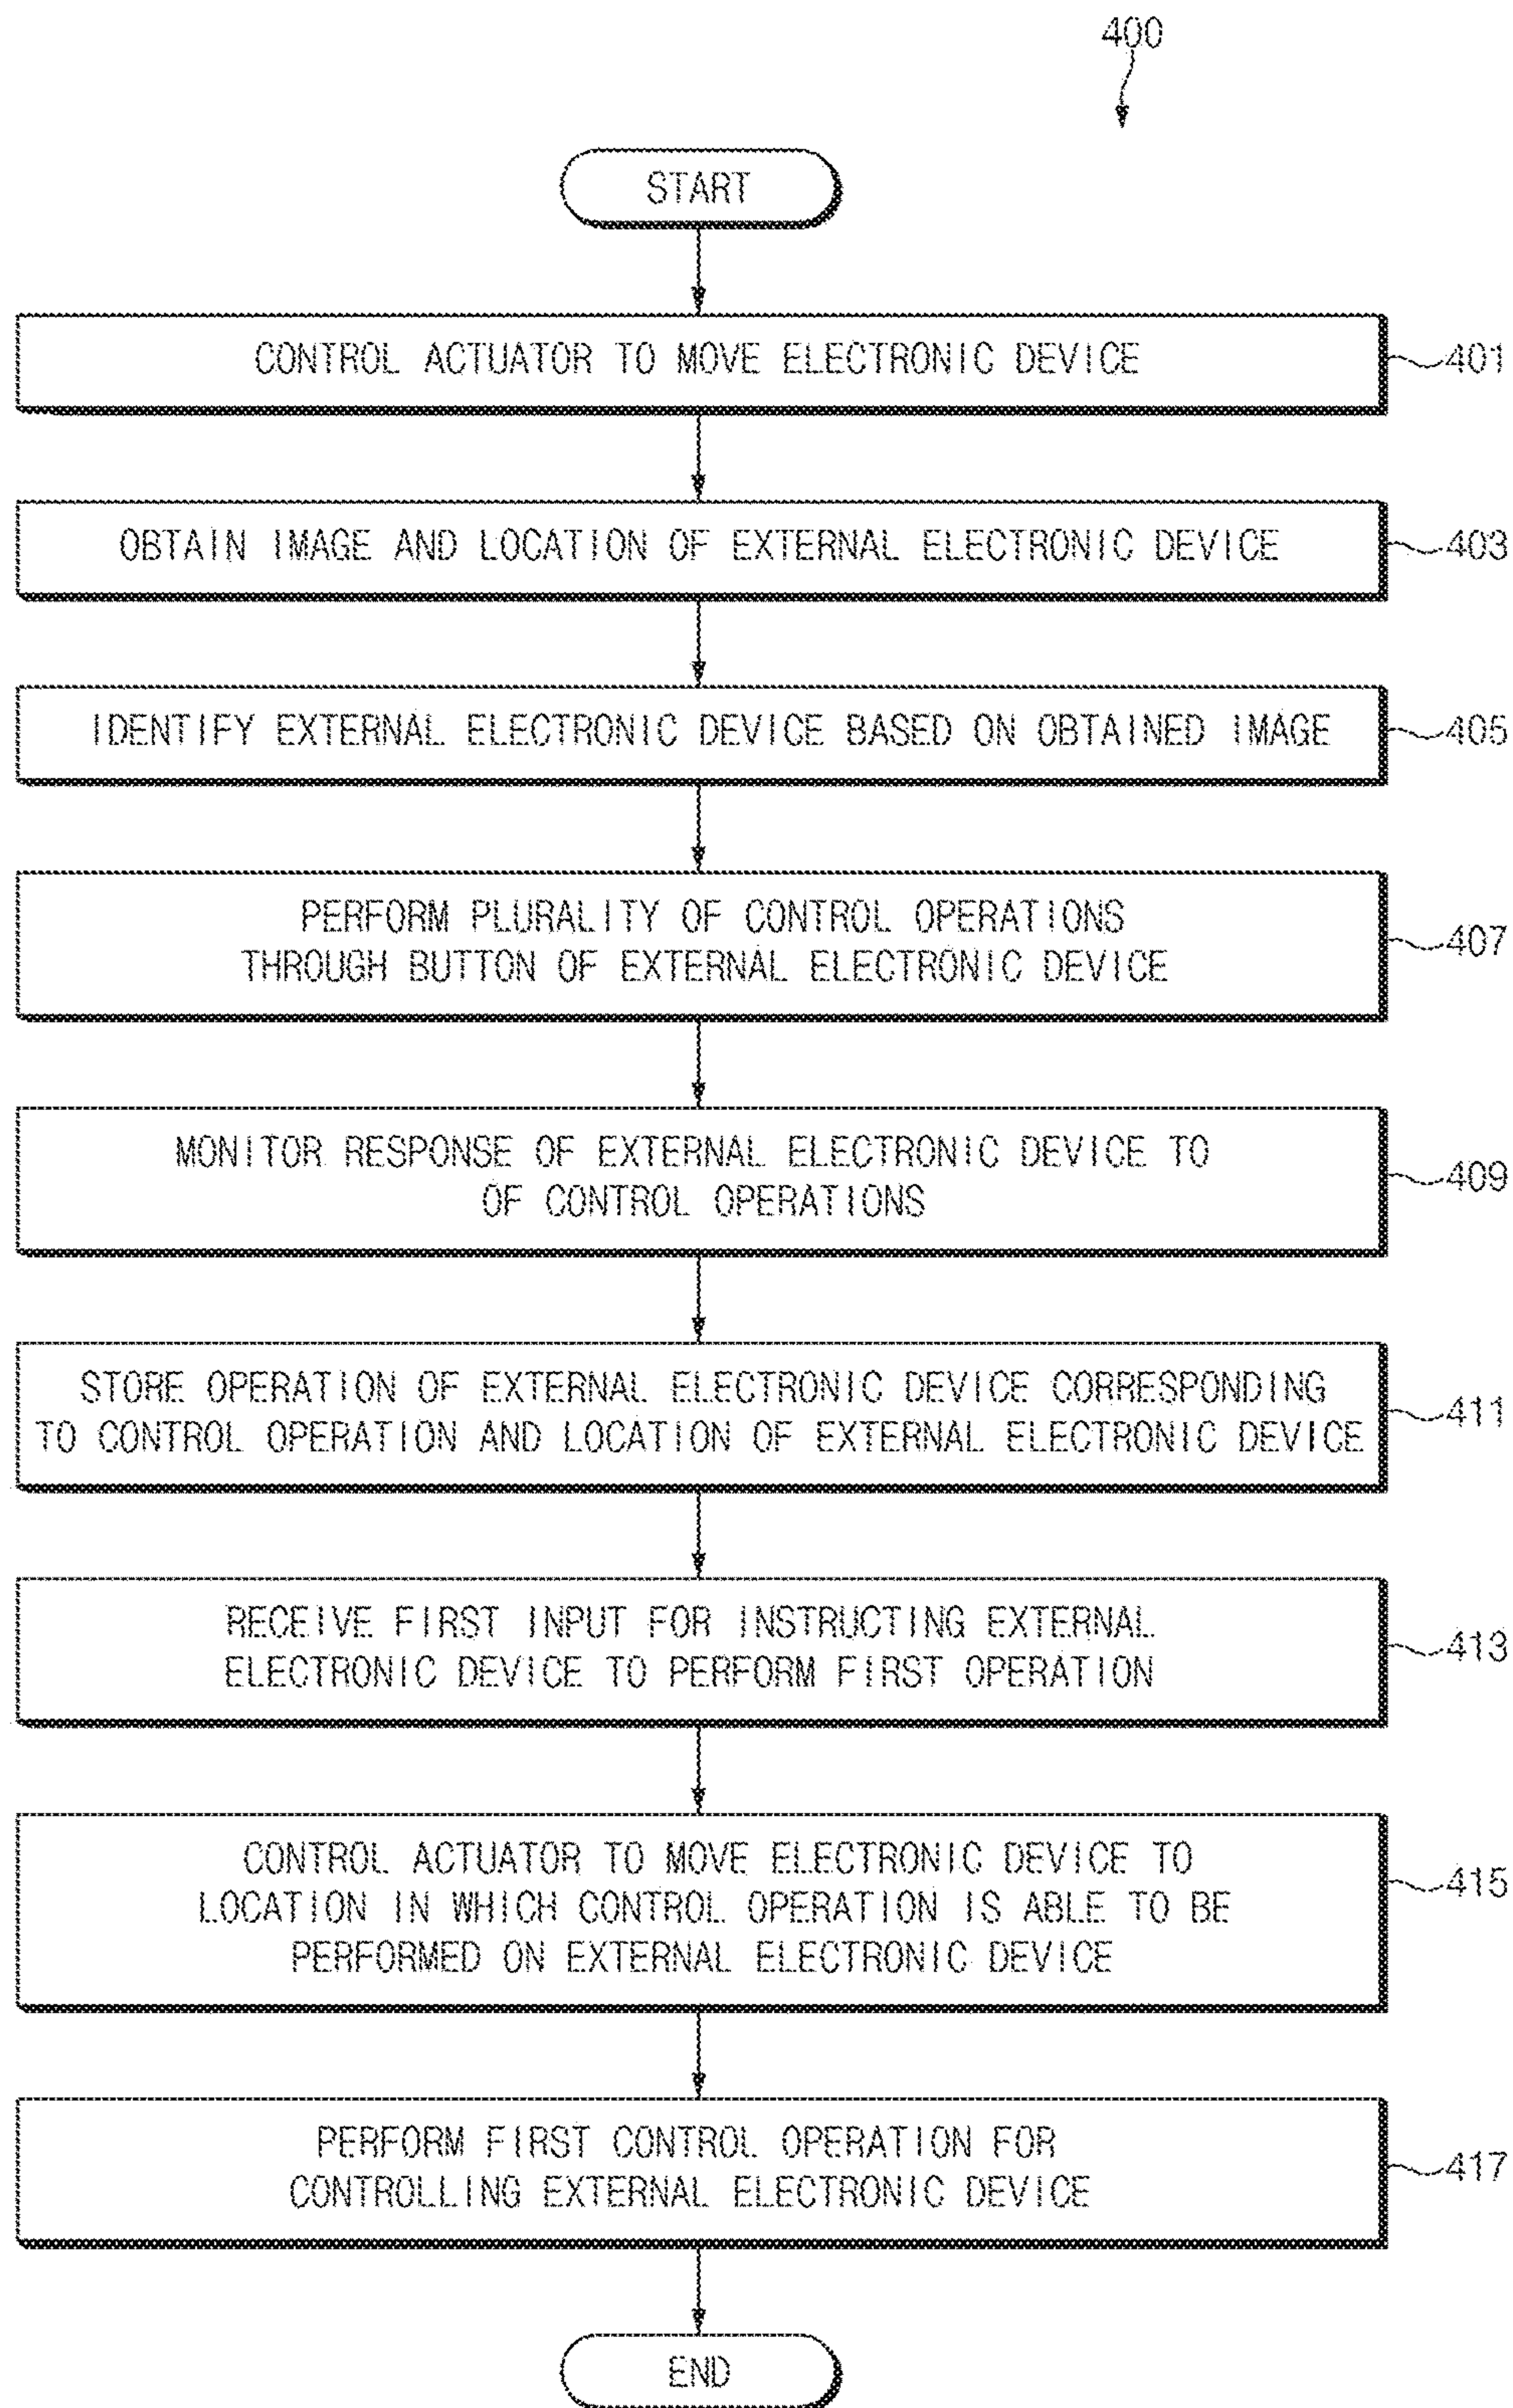 400
START
CONTROL ACTUATOR TO MOVE ELECTRONIC DEVICE
401
OBTAIN IMAGE AND LOCATION OF EXTERNAL ELECTRONIC DEVICE
403
IDENTIFY EXTERNAL ELECTRONIC DEVICE BASED ON OBTAINED IMAGE
405
PERFORM PLURALITY OF CONTROL OPERATIONS
THROUGH BUTTON OF EXTERNAL ELECTRONIC DEVICE
407
MONITOR RESPONSE OF EXTERNAL ELECTRONIC DEVICE TO
OF CONTROL OPERATIONS
409
STORE OPERATION OF EXTERNAL ELECTRONIC DEVICE CORRESPONDING
TO CONTROL OPERATION AND LOCATION OF EXTERNAL ELECTRONIC DEVICE
411
RECEIVE FIRST INPUT FOR INSTRUCTING EXTERNAL
ELECTRONIC DEVICE TO PERFORM FIRST OPERATION
413
CONTROL ACTUATOR TO MOVE ELECTRONIC DEVICE TO
LOCATION IN WHICH CONTROL OPERATION IS ABLE TO BE
PERFORMED ON EXTERNAL ELECTRONIC DEVICE
415
PERFORM FIRST CONTROL OPERATION FOR
CONTROLLING EXTERNAL ELECTRONIC DEVICE
417
END